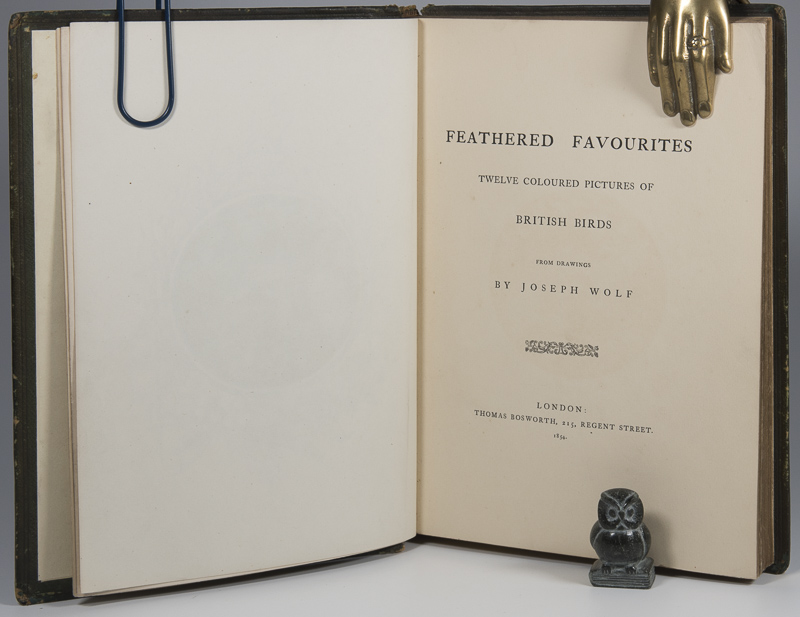 FEATHERED FAVOURITES
TWELVE COLOURED PICTURES OF
BRITISH BIRDS
FROM DRAWINGS
BY JOSEPH WOLF
LONDON:
THOMAS BOSWORTH, 215, REGENT STREET.
1854.